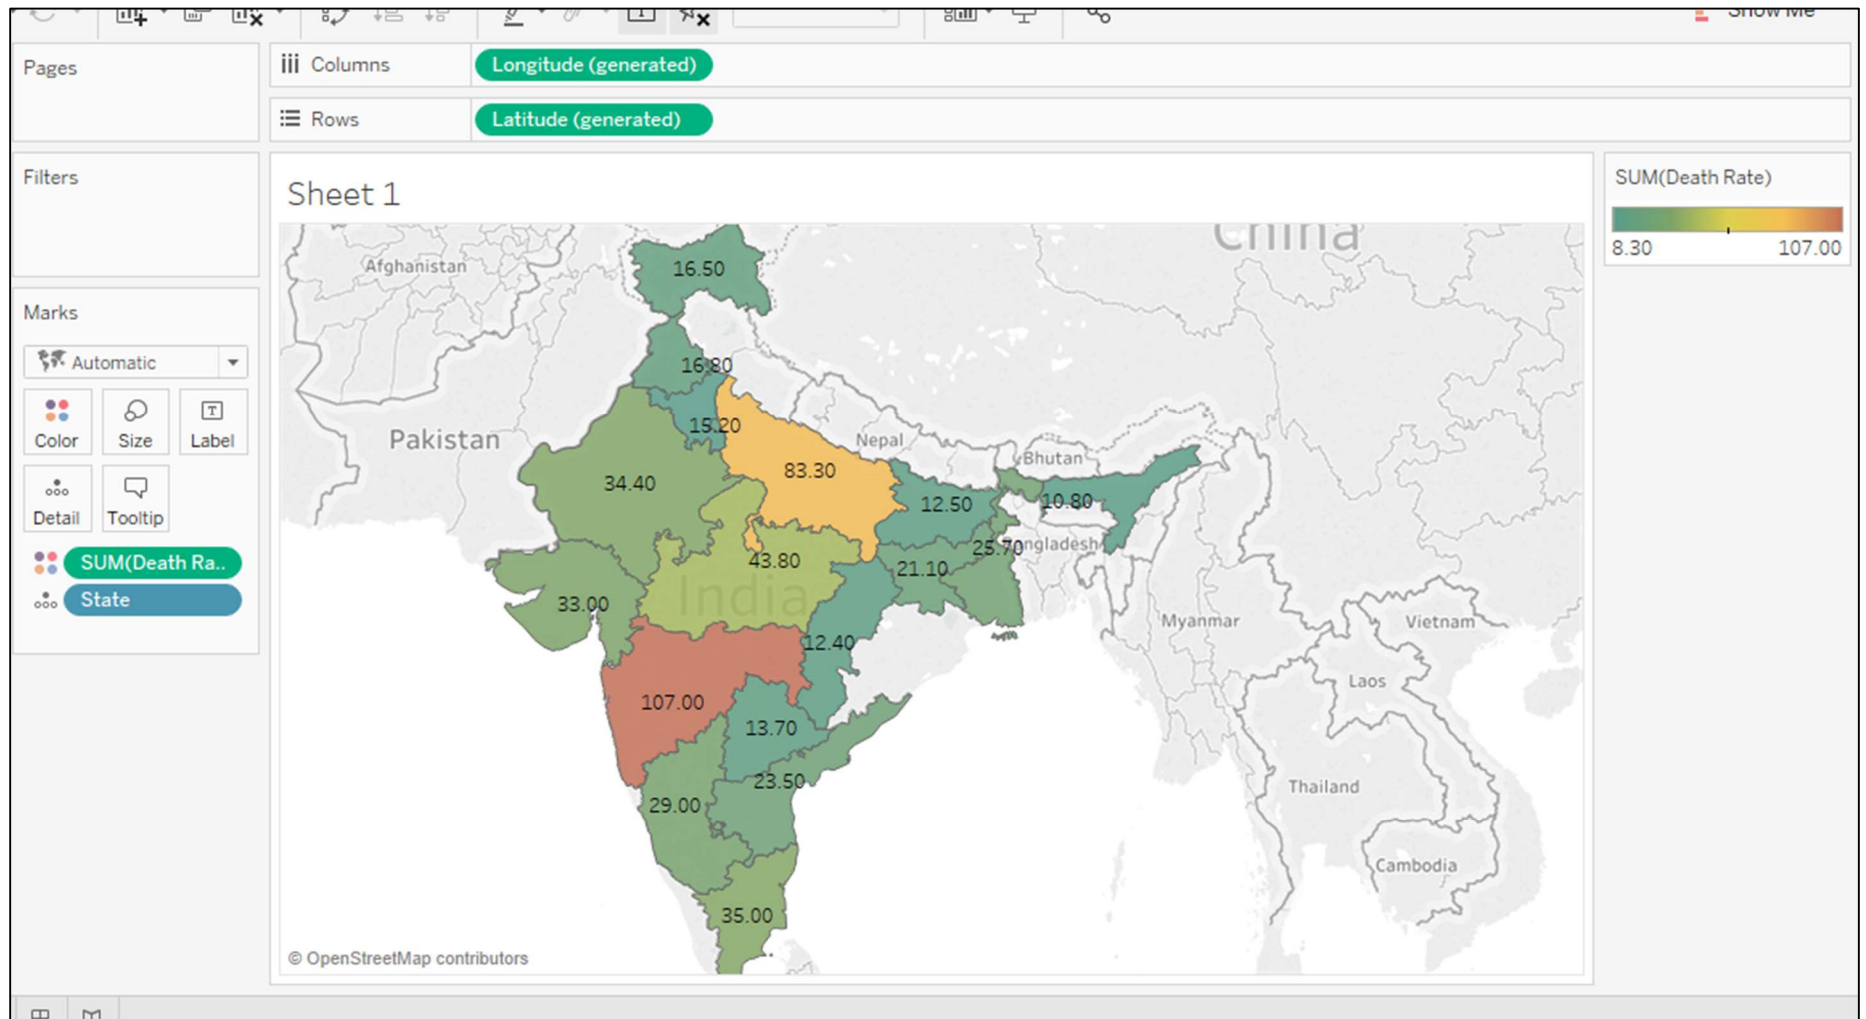 Show Me
Pages
Columns
Longitude (generated)
Rows
Latitude (generated)
Filters
Sheet 1
SUM(Death Rate)
8.30
107.00
China
Afghanistan
16.50
Marks
Automatic
16.80
Color
Size
Label
Pakistan
15.20
Nepal
Bhutan
83.30
34.40
12.50
10.80
Detail
Tooltip
25.70
ngladesh
43.80
21.10
SUM(Death Ra..
State
India
33.00
Myanmar
Vietnam
12.40
Laos
107.00
13.70
23.50
Thailand
29.00
Cambodia
35.00
© OpenStreetMap contributors